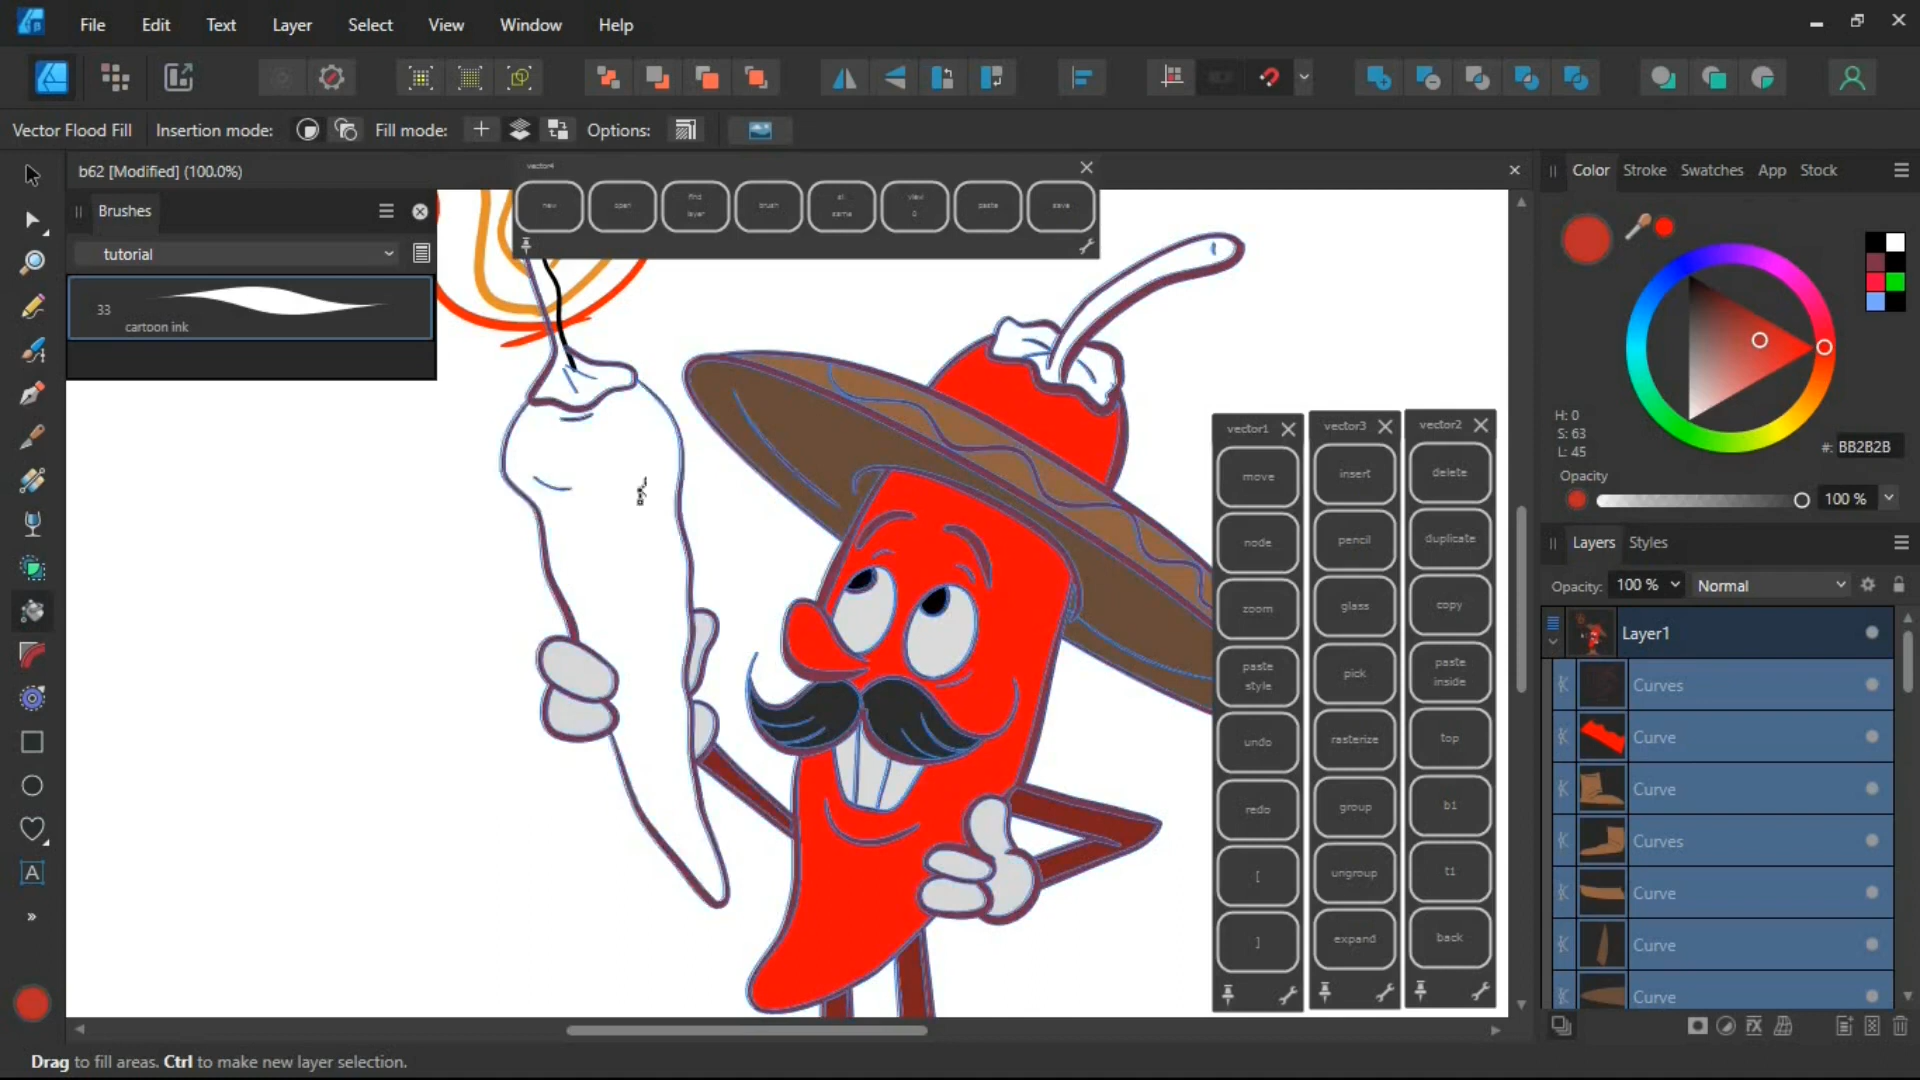 File Edit Text Layer Select View Window Help
Vector Flood Fill Insertion mode: Fill mode: Options:
b62 [Modified] (100.0%)
Brushes
tutorial
33
cartoon ink
vector4
new open find layer brush al same view 0 paste save
vector1
move
node
zoom
paste style
undo
redo
[
]
vector3
insert
pencil
glass
pick
rasterize
group
ungroup
expand
vector2
delete
duplicate
copy
paste inside
top
b1
t1
back
Color Stroke Swatches App Stock
H: 0
S: 63
L: 45
#: BB2B2B
Opacity
100 %
Layers Styles
Opacity: 100 % Normal
Layer1
Curves
Curve
Curve
Curves
Curve
Curve
Curve
A
Drag to fill areas. Ctrl to make new layer selection.